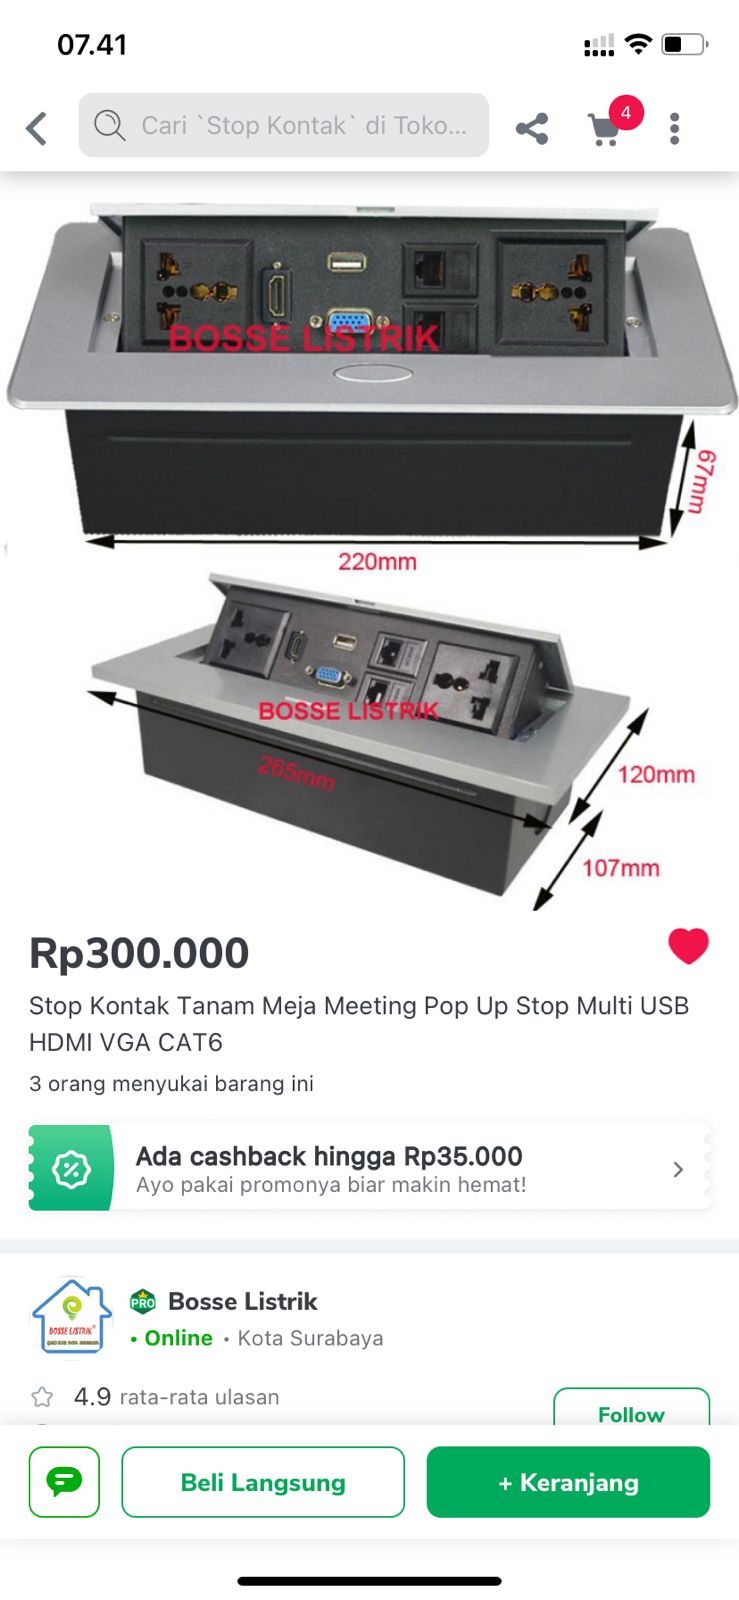 07.41
Cari `Stop Kontak` di Toko...
4
BOSSE LISTRIK
67mm
220mm
BOSSE LISTRIK
265mm
120mm
107mm
Rp300.000
Stop Kontak Tanam Meja Meeting Pop Up Stop Multi USB
HDMI VGA CAT6
3 orang menyukai barang ini
Ada cashback hingga Rp35.000
Ayo pakai promonya biar makin hemat!
BOSSE LISTRIK
PRO Bosse Listrik
• Online • Kota Surabaya
4.9 rata-rata ulasan
Follow
Beli Langsung
+ Keranjang